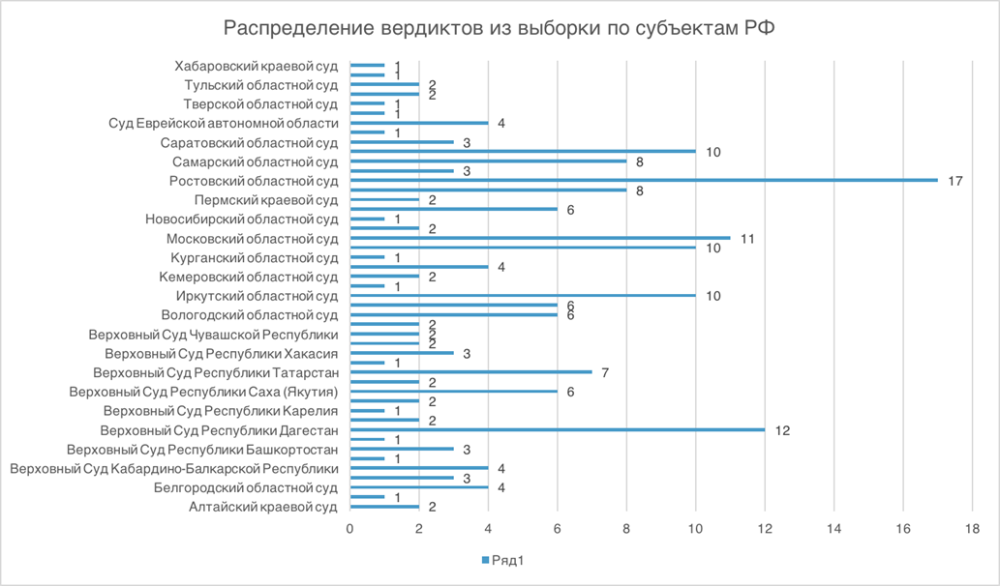 Распределение вердиктов из выборки по субъектам РФ
Хабаровский краевой суд 1
1
Тульский областной суд 2
2
Тверской областной суд 1
1
Суд Еврейской автономной области 4
1
Саратовский областной суд 3
10
Самарский областной суд 8
3
Ростовский областной суд 17
8
Пермский краевой суд 2
6
Новосибирский областной суд 1
2
Московский областной суд 11
10
Курганский областной суд 1
4
Кемеровский областной суд 2
1
Иркутский областной суд 10
6
Вологодский областной суд 6
2
Верховный Суд Чувашской Республики 2
2
Верховный Суд Республики Хакасия 3
1
Верховный Суд Республики Татарстан 7
2
Верховный Суд Республики Саха (Якутия) 6
2
Верховный Суд Республики Карелия 1
2
Верховный Суд Республики Дагестан 12
1
Верховный Суд Республики Башкортостан 3
1
Верховный Суд Кабардино-Балкарской Республики 4
3
Белгородский областной суд 4
1
Алтайский краевой суд 2
0 2 4 6 8 10 12 14 16 18
Ряд1